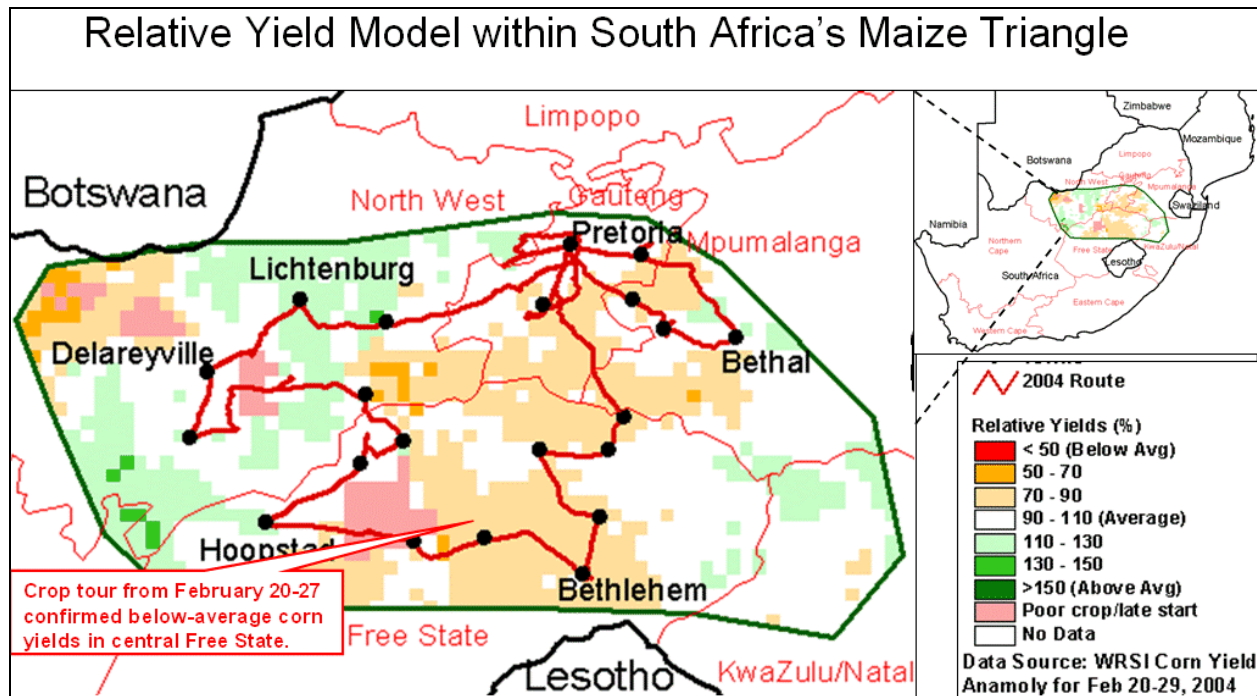 Relative Yield Model within South Africa's Maize Triangle
Limpopo
Botswana
North West
Gauteng
Pretoria
Mpumalanga
Lichtenburg
Delareyville
Bethal
Hoopstad
Bethlehem
Crop tour from February 20-27
confirmed below-average corn
yields in central Free State.
Free State
Lesotho
KwaZulu/Natal
Zimbabwe
Mozambique
Botswana
Limpopo
North West
Gauteng
Mpumalanga
Swaziland
Namibia
Northern
Cape
Free State
KwaZulu/Natal
Lesotho
South Africa
Eastern Cape
Western Cape
2004 Route
Relative Yields (%)
< 50 (Below Avg)
50 - 70
70 - 90
90 - 110 (Average)
110 - 130
130 - 150
>150 (Above Avg)
Poor crop/late start
No Data
Data Source: WRSI Corn Yield
Anamoly for Feb 20-29, 2004